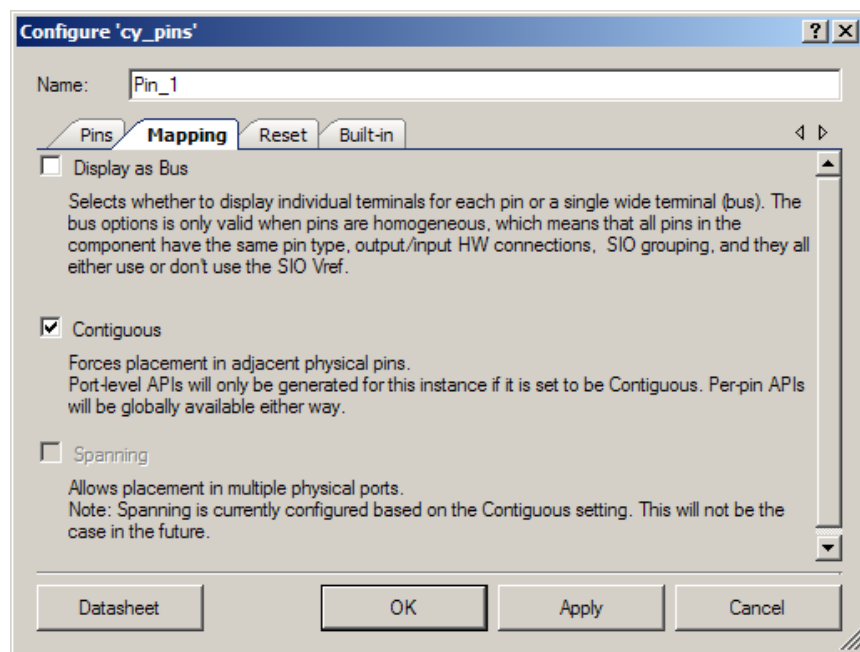 Configure 'cy_pins'
Name: Pin_1
Pins Mapping Reset Built-in
Display as Bus
Selects whether to display individual terminals for each pin or a single wide terminal (bus). The
bus options is only valid when pins are homogeneous, which means that all pins in the
component have the same pin type, output/input HW connections, SIO grouping, and they all
either use or don't use the SIO Vref.
Contiguous
Forces placement in adjacent physical pins.
Port-level APIs will only be generated for this instance if it is set to be Contiguous. Per-pin APIs
will be globally available either way.
Spanning
Allows placement in multiple physical ports.
Note: Spanning is currently configured based on the Contiguous setting. This will not be the
case in the future.
Datasheet OK Apply Cancel